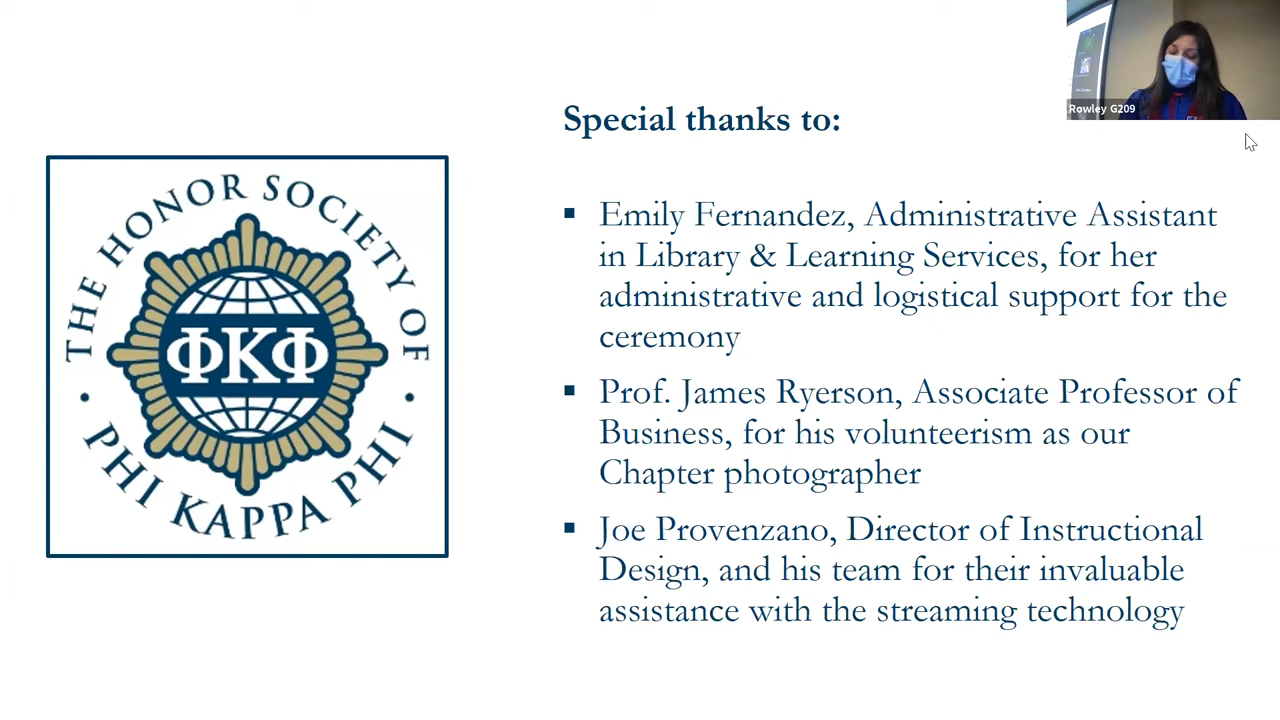 Rowley G209
Special thanks to:
THE HONOR SOCIETY OF
ΦΚΦ
· PHI KAPPA PHI ·
▪ Emily Fernandez, Administrative Assistant
in Library & Learning Services, for her
administrative and logistical support for the
ceremony
▪ Prof. James Ryerson, Associate Professor of
Business, for his volunteerism as our
Chapter photographer
▪ Joe Provenzano, Director of Instructional
Design, and his team for their invaluable
assistance with the streaming technology